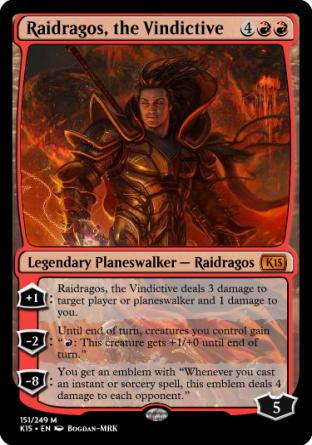 Raidragos, the Vindictive 4
Legendary Planeswalker — Raidragos K15
+1 Raidragos, the Vindictive deals 3 damage to
target player or planeswalker and 1 damage to
you.
-2 Until end of turn, creatures you control gain
“: This creature gets +1/+0 until end of
turn.”
-8 You get an emblem with “Whenever you cast
an instant or sorcery spell, this emblem deals 4
damage to each opponent.”
5
151/249 M
K15 • EN Bogdan-MRK